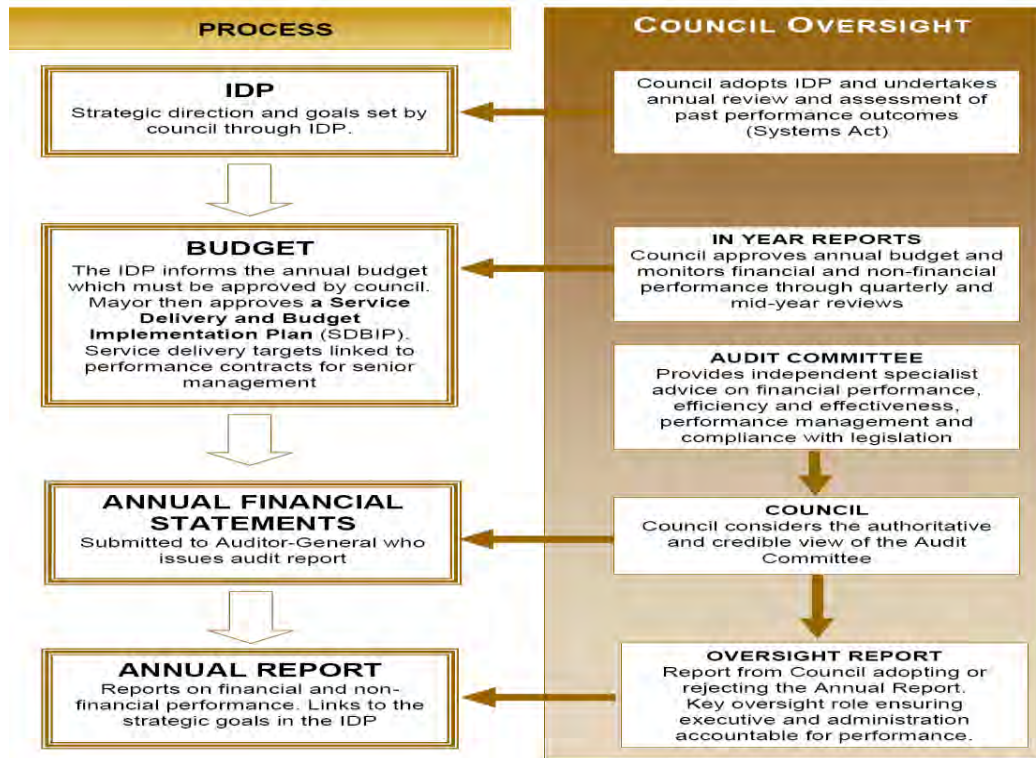 PROCESS
IDP
Strategic direction and goals set by
council through IDP.
BUDGET
The IDP informs the annual budget
which must be approved by council.
Mayor then approves a Service
Delivery and Budget
Implementation Plan (SDBIP).
Service delivery targets linked to
performance contracts for senior
management
ANNUAL FINANCIAL
STATEMENTS
Submitted to Auditor-General who
issues audit report
ANNUAL REPORT
Reports on financial and non-
financial performance. Links to the
strategic goals in the IDP
COUNCIL OVERSIGHT
Council adopts IDP and undertakes
annual review and assessment of
past performance outcomes
(Systems Act)
IN YEAR REPORTS
Council approves annual budget and
monitors financial and non-financial
performance through quarterly and
mid-year reviews
AUDIT COMMITTEE
Provides independent specialist
advice on financial performance,
efficiency and effectiveness,
performance management and
compliance with legislation
COUNCIL
Council considers the authoritative
and credible view of the Audit
Committee
OVERSIGHT REPORT
Report from Council adopting or
rejecting the Annual Report.
Key oversight role ensuring
executive and administration
accountable for performance.